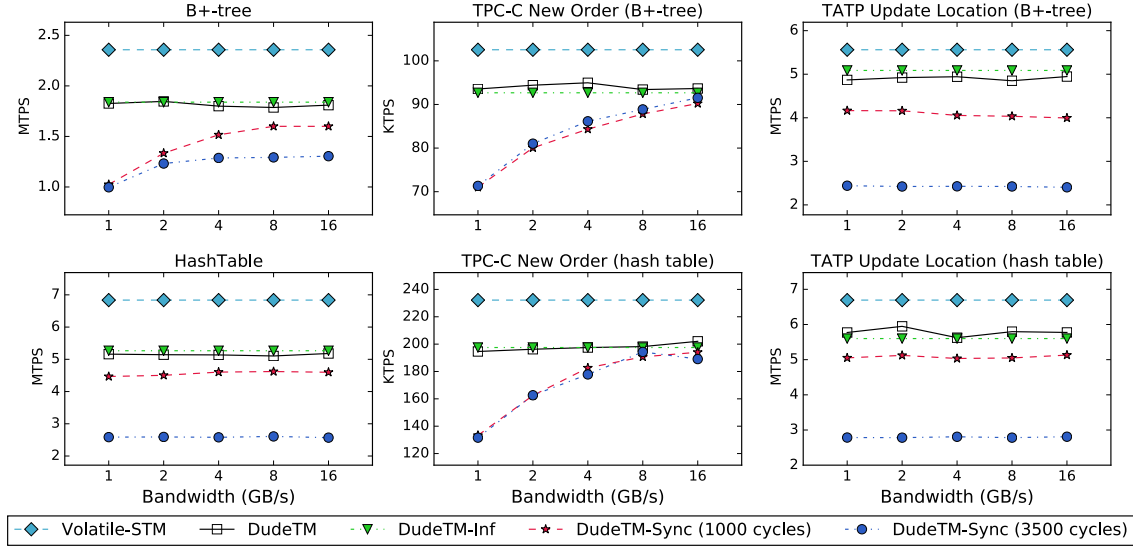 B+-tree
2.5
2.0
1.5
1.0
MTPS
1 2 4 8 16
TPC-C New Order (B+-tree)
100
90
80
70
KTPS
1 2 4 8 16
TATP Update Location (B+-tree)
6
5
4
3
2
MTPS
1 2 4 8 16
HashTable
7
6
5
4
3
2
MTPS
1 2 4 8 16
Bandwidth (GB/s)
TPC-C New Order (hash table)
240
220
200
180
160
140
120
KTPS
1 2 4 8 16
Bandwidth (GB/s)
TATP Update Location (hash table)
7
6
5
4
3
2
MTPS
1 2 4 8 16
Bandwidth (GB/s)
Volatile-STM DudeTM DudeTM-Inf DudeTM-Sync (1000 cycles) DudeTM-Sync (3500 cycles)